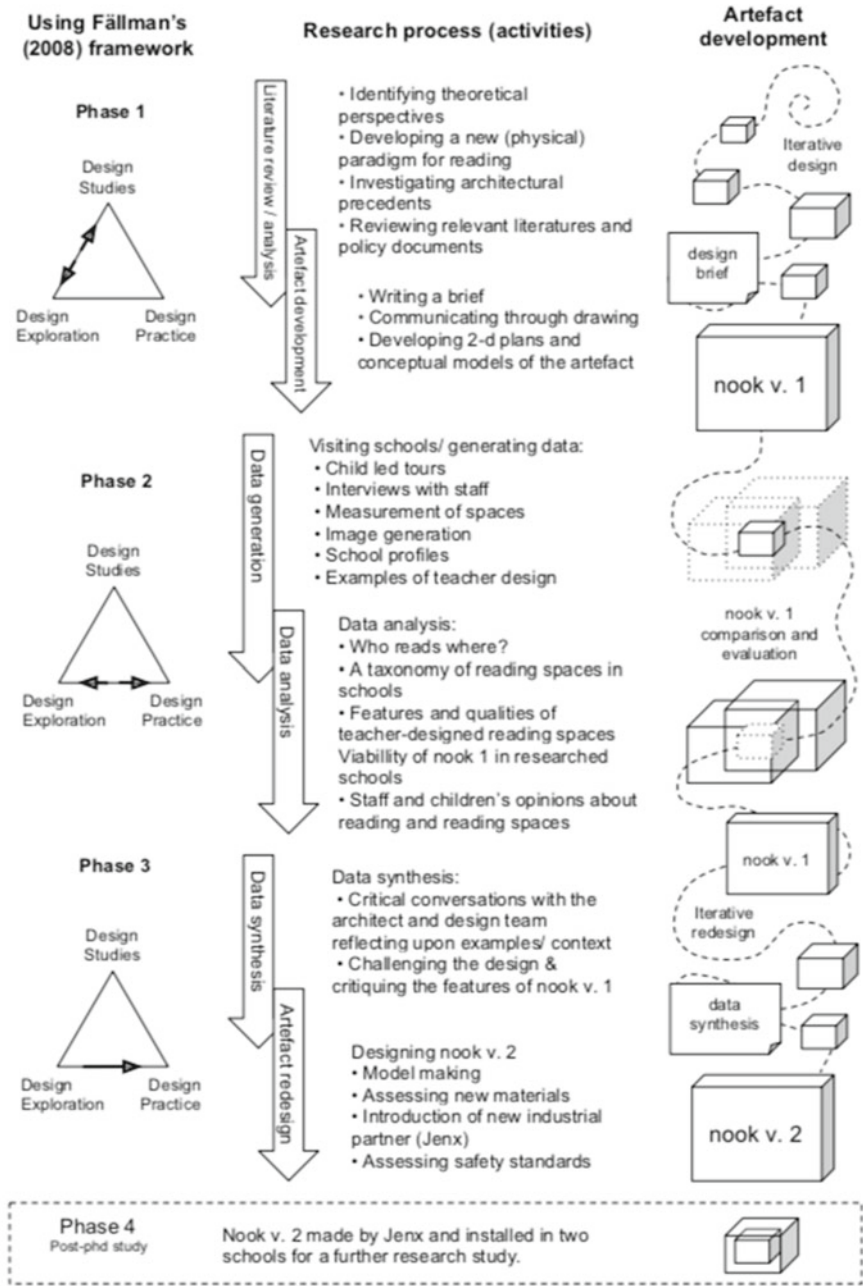 Using Fällman's
(2008) framework
Research process (activities)
Artefact
development
Phase 1
Design
Studies
Design
Exploration
Design
Practice
Literature review / analysis
Artefact development
• Identifying theoretical
perspectives
• Developing a new (physical)
paradigm for reading
• Investigating architectural
precedents
• Reviewing relevant literatures and
policy documents
• Writing a brief
• Communicating through drawing
• Developing 2-d plans and
conceptual models of the artefact
Iterative
design
design
brief
nook v. 1
Phase 2
Design
Studies
Design
Exploration
Design
Practice
Data generation
Data analysis
Visiting schools/ generating data:
• Child led tours
• Interviews with staff
• Measurement of spaces
• Image generation
• School profiles
• Examples of teacher design
Data analysis:
• Who reads where?
• A taxonomy of reading spaces in
schools
• Features and qualities of
teacher-designed reading spaces
Viabillity of nook 1 in researched
schools
• Staff and children's opinions about
reading and reading spaces
nook v. 1
comparison and
evaluation
nook v. 1
Phase 3
Design
Studies
Design
Exploration
Design
Practice
Data synthesis
Artefact redesign
Data synthesis:
• Critical conversations with the
architect and design team
reflecting upon examples/ context
• Challenging the design &
critiquing the features of nook v. 1
Designing nook v. 2
• Model making
• Assessing new materials
• Introduction of new industrial
partner (Jenx)
• Assessing safety standards
Iterative
redesign
data
synthesis
nook v. 2
Phase 4
Post-phd study
Nook v. 2 made by Jenx and installed in two
schools for a further research study.